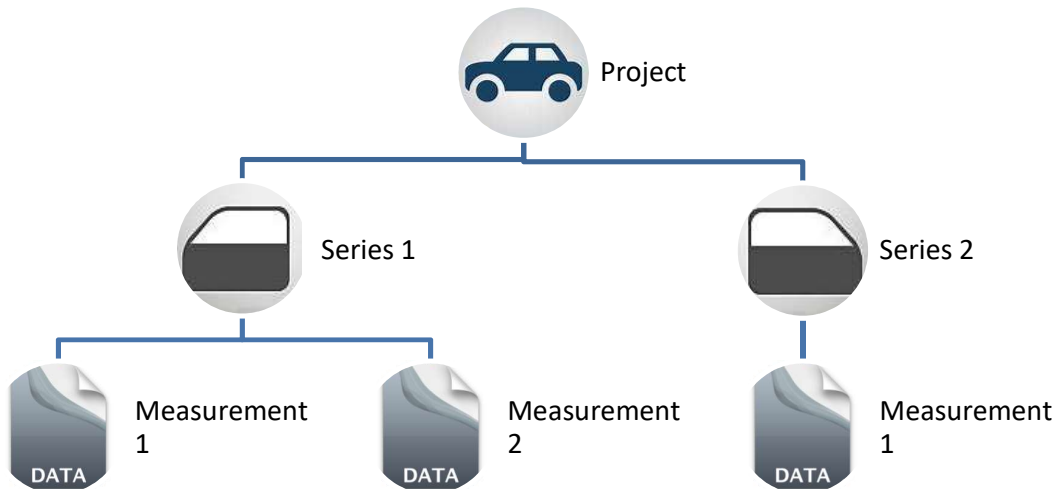 Project
Series 1
Series 2
Measurement
1
DATA
Measurement
2
DATA
Measurement
1
DATA